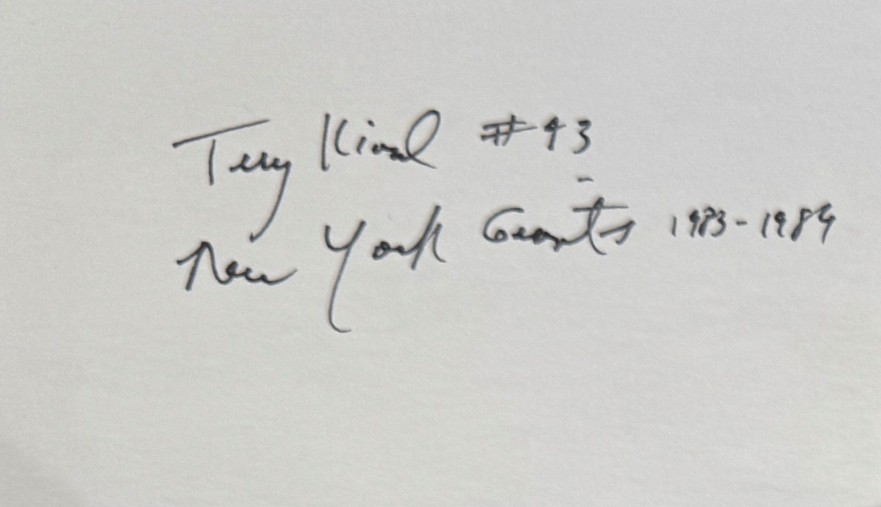 Terry Kinard #43
New York Giants 1983-1989